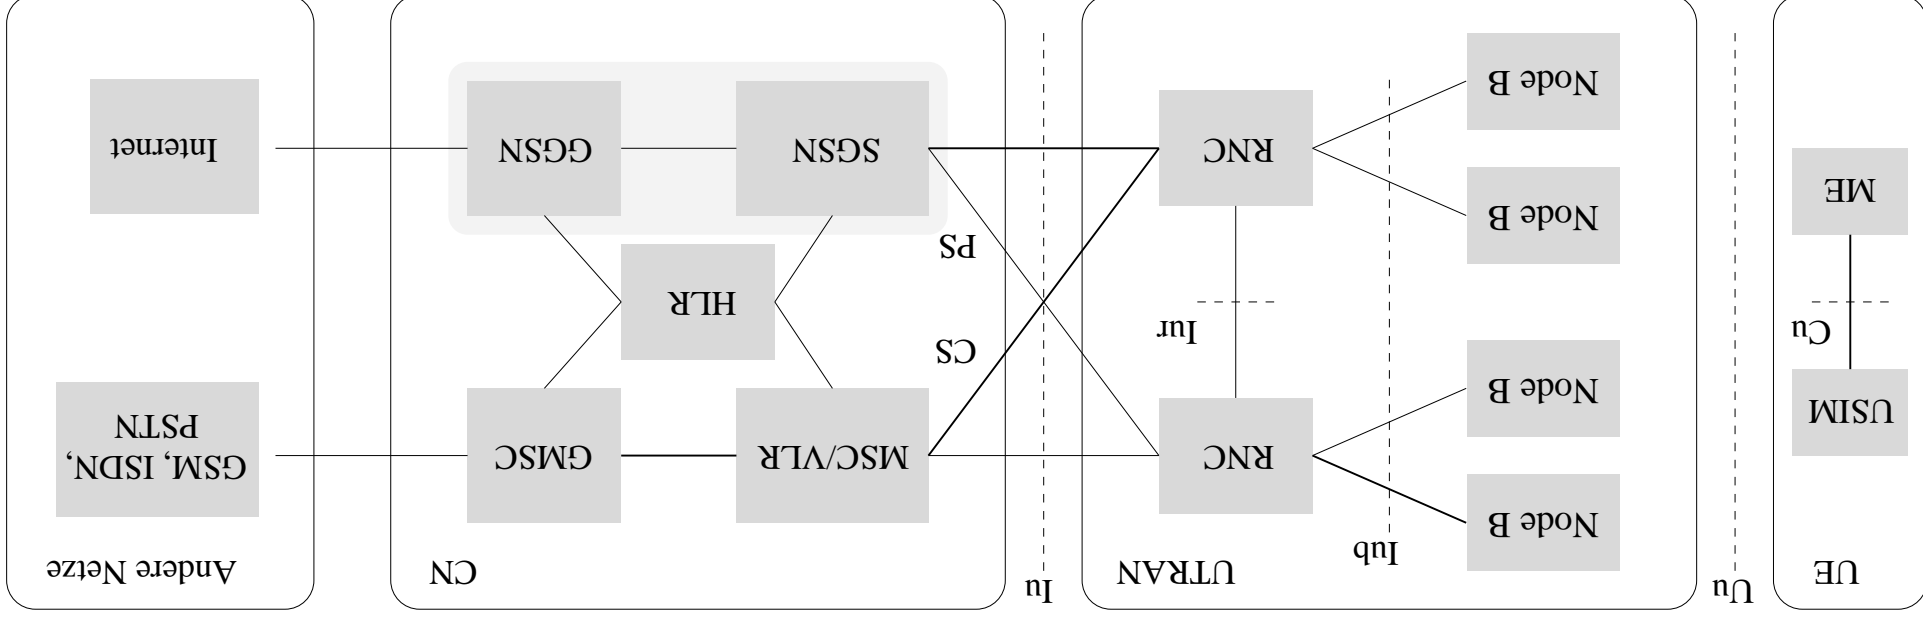 UE
USIM
Cu
ME
Uu
UTRAN
Iub
Node B
Node B
Node B
Node B
RNC
Iur
RNC
Iu
CS
PS
CN
MSC/VLR
GMSC
HLR
SGSN
GGSN
Andere Netze
GSM, ISDN,
PSTN
Internet